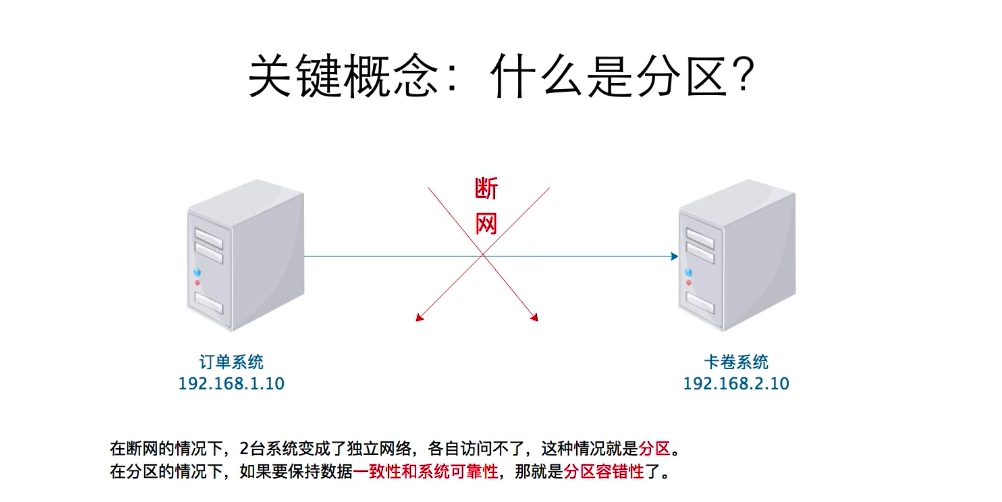 关键概念：什么是分区？
断
网
订单系统
192.168.1.10
卡卷系统
192.168.2.10
在断网的情况下，2台系统变成了独立网络，各自访问不了，这种情况就是分区。
在分区的情况下，如果要保持数据一致性和系统可靠性，那就是分区容错性了。